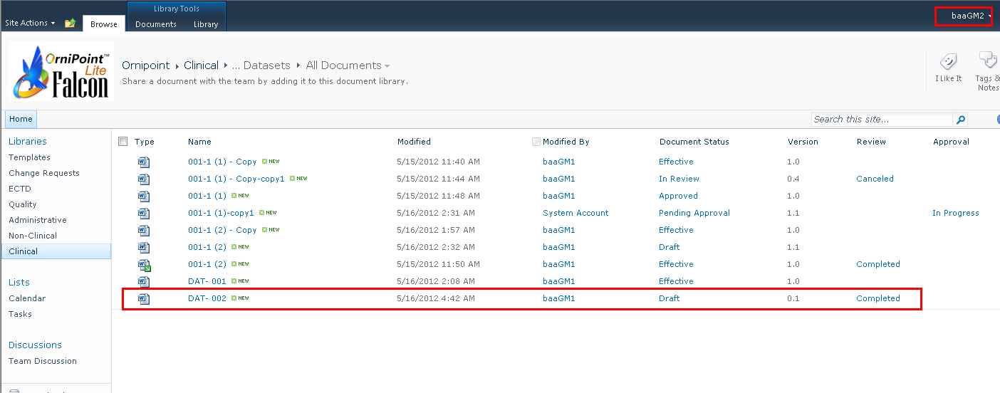 Library Tools
Site Actions Browse Documents Library baaGM2
OrniPoint™ Lite Falcon
Ornipoint Clinical ... Datasets All Documents
Share a document with the team by adding it to this document library.
I Like It
Tags & Notes
Home
Search this site...
Libraries
Templates
Change Requests
ECTD
Quality
Administrative
Non-Clinical
Clinical
Lists
Calendar
Tasks
Discussions
Team Discussion
Type Name Modified Modified By Document Status Version Review Approval
001-1 (1) - Copy NEW 5/15/2012 11:40 AM baaGM1 Effective 1.0
001-1 (1) - Copy-copy1 NEW 5/15/2012 11:44 AM baaGM1 In Review 0.4 Canceled
001-1 (1) NEW 5/15/2012 11:48 AM baaGM1 Approved 1.0
001-1 (1)-copy1 NEW 5/16/2012 2:31 AM System Account Pending Approval 1.1 In Progress
001-1 (2) - Copy NEW 5/16/2012 1:57 AM baaGM1 Effective 1.0
001-1 (2) NEW 5/16/2012 2:32 AM baaGM1 Draft 1.1
001-1 (2) NEW 5/15/2012 11:50 AM baaGM1 Effective 1.0 Completed
DAT- 001 NEW 5/16/2012 2:08 AM baaGM1 Effective 1.0
DAT- 002 NEW 5/16/2012 4:42 AM baaGM1 Draft 0.1 Completed